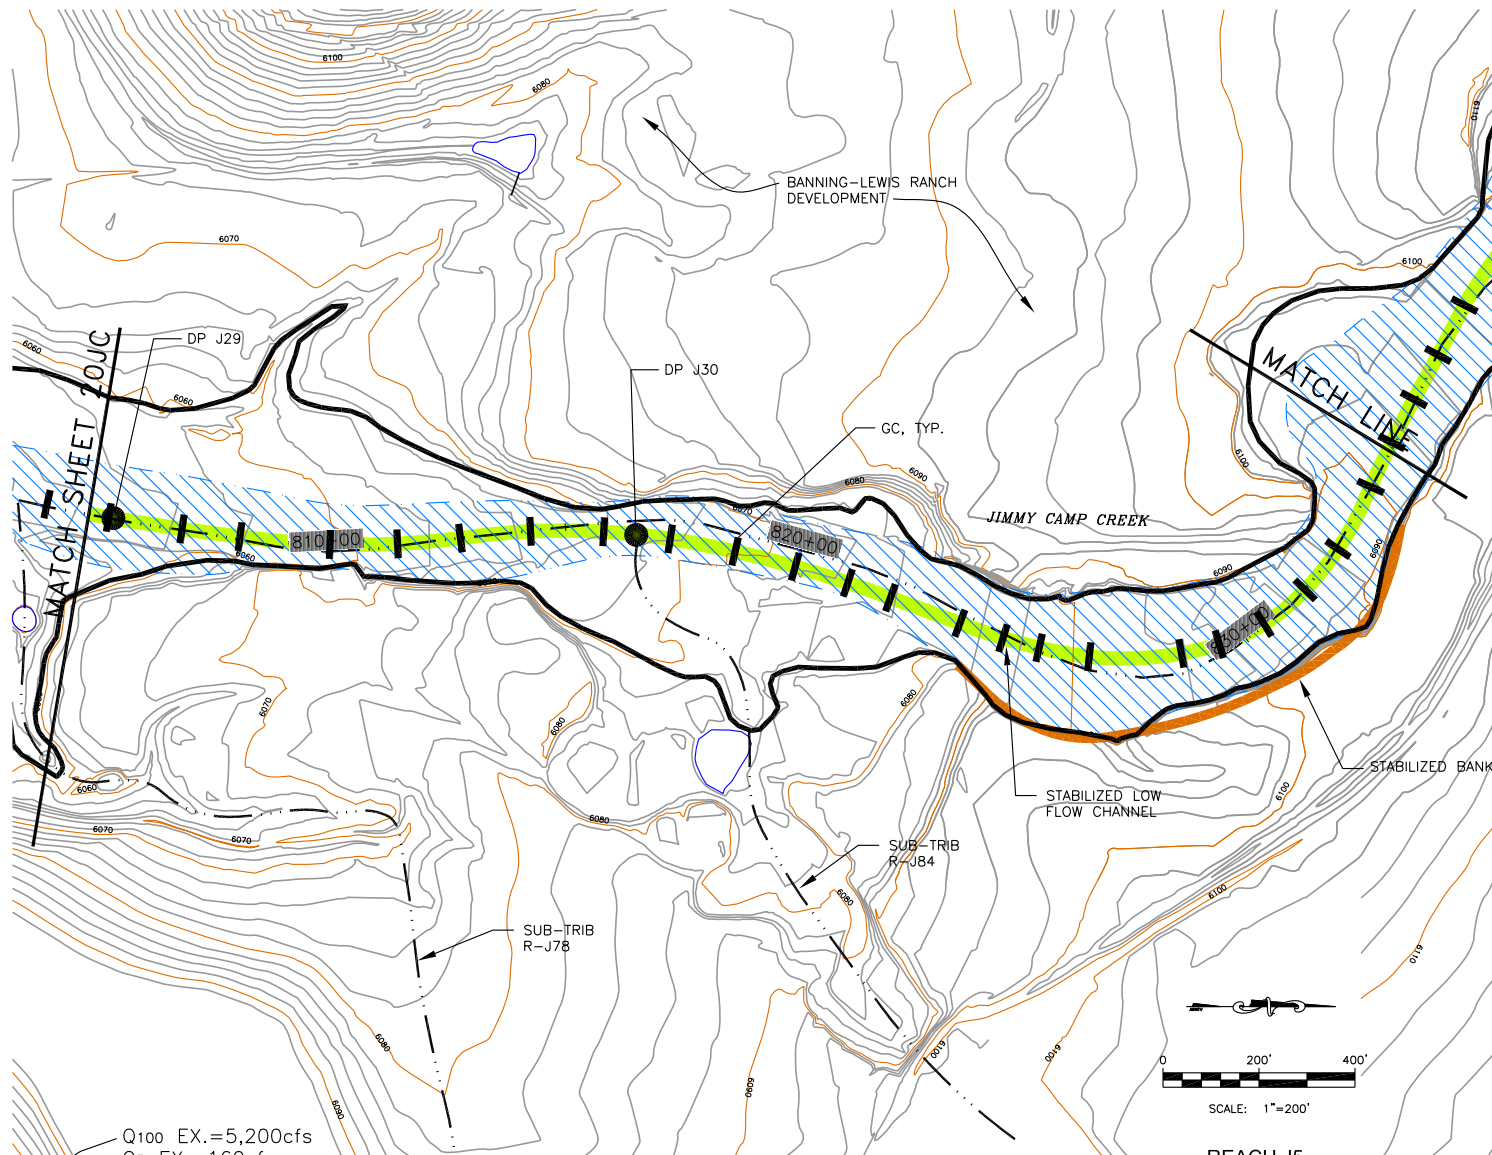 6100
6080
6110
BANNING-LEWIS RANCH
DEVELOPMENT
6070
6100
6060
DP J29
MATCH SHEET 20JC
DP J30
MATCH LINE
6060
GC, TYP.
6100
6090
6080
6070
JIMMY CAMP CREEK
810+00
820+00
6060
6090
6090
830+00
6070
6080
6080
STABILIZED BANK
6060
STABILIZED LOW
FLOW CHANNEL
6100
6070
6070
6080
SUB-TRIB
R-J84
6080
6100
SUB-TRIB
R-J78
6110
6080
6100
6100
0 200' 400'
6090
6090
SCALE: 1"=200'
Q100 EX.=5,200cfs